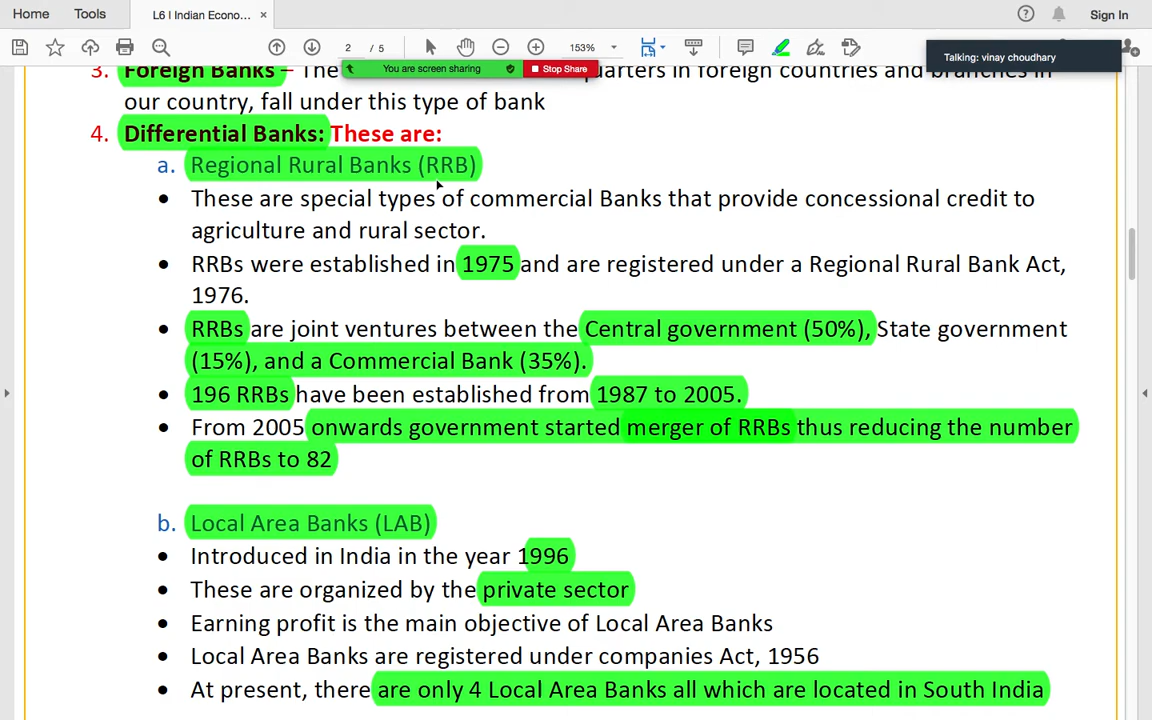 Home Tools L6 I Indian Econo... × Sign In
2 / 5 153%
Talking: vinay choudhary
You are screen sharing Stop Share
3. Foreign Banks – The quarters in foreign countries and branches in
our country, fall under this type of bank
4. Differential Banks: These are:
a. Regional Rural Banks (RRB)
• These are special types of commercial Banks that provide concessional credit to
agriculture and rural sector.
• RRBs were established in 1975 and are registered under a Regional Rural Bank Act,
1976.
• RRBs are joint ventures between the Central government (50%), State government
(15%), and a Commercial Bank (35%).
• 196 RRBs have been established from 1987 to 2005.
• From 2005 onwards government started merger of RRBs thus reducing the number
of RRBs to 82
b. Local Area Banks (LAB)
• Introduced in India in the year 1996
• These are organized by the private sector
• Earning profit is the main objective of Local Area Banks
• Local Area Banks are registered under companies Act, 1956
• At present, there are only 4 Local Area Banks all which are located in South India